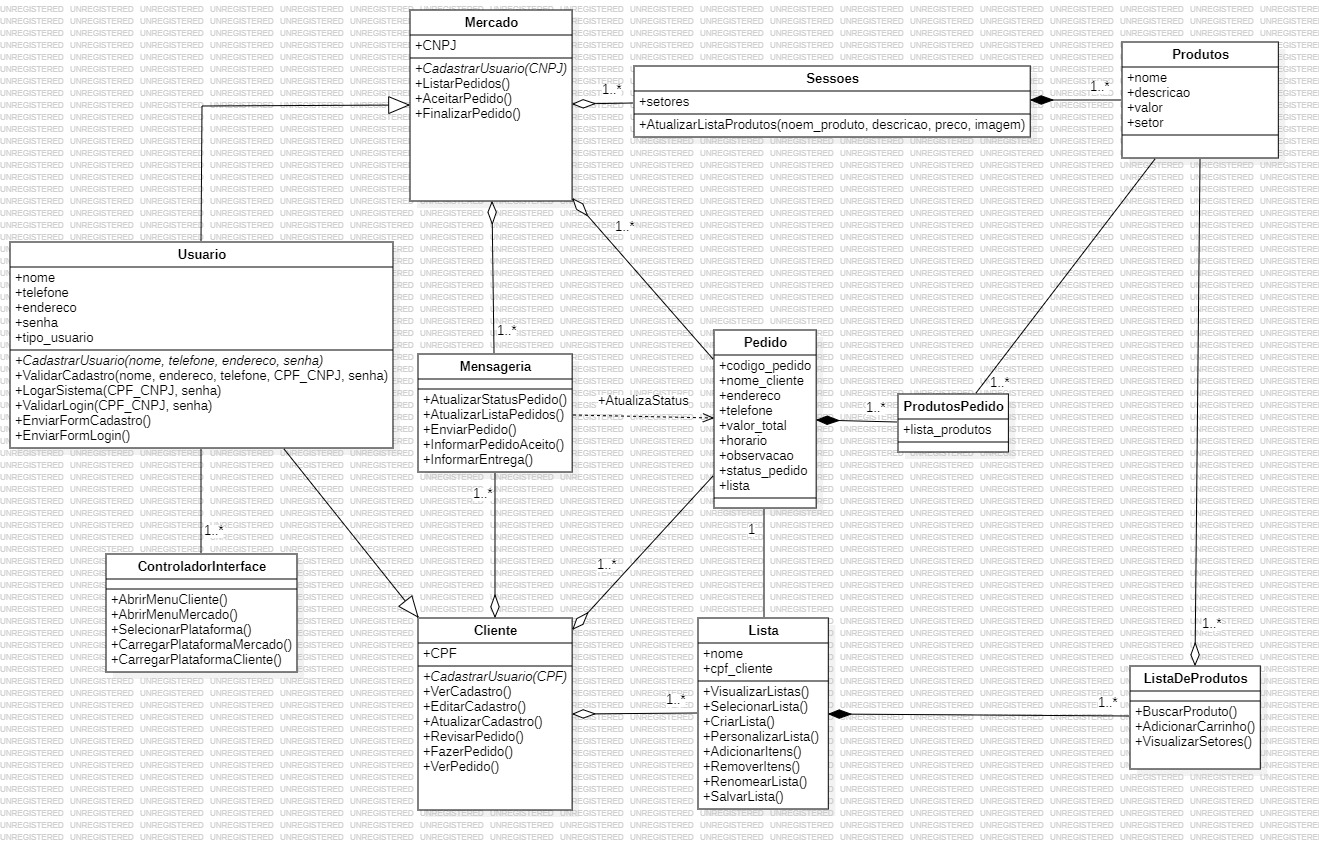 Mercado
+CNPJ
+CadastrarUsuario(CNPJ)
+ListarPedidos()
+AceitarPedido()
+FinalizarPedido()
1..*
Sessoes
+setores
+AtualizarListaProdutos(noem_produto, descricao, preco, imagem)
1..*
Produtos
+nome
+descricao
+valor
+setor
1..*
Usuario
+nome
+telefone
+endereco
+senha
+tipo_usuario
+CadastrarUsuario(nome, telefone, endereco, senha)
+ValidarCadastro(nome, endereco, telefone, CPF_CNPJ, senha)
+LogarSistema(CPF_CNPJ, senha)
+ValidarLogin(CPF_CNPJ, senha)
+EnviarFormCadastro()
+EnviarFormLogin()
1..*
Mensageria
+AtualizarStatusPedido()
+AtualizarListaPedidos()
+EnviarPedido()
+InformarPedidoAceito()
+InformarEntrega()
+AtualizaStatus
Pedido
+codigo_pedido
+nome_cliente
+endereco
+telefone
+valor_total
+horario
+observacao
+status_pedido
+lista
1..*
1..*
ProdutosPedido
+lista_produtos
1..*
1..*
1
1..*
ControladorInterface
+AbrirMenuCliente()
+AbrirMenuMercado()
+SelecionarPlataforma()
+CarregarPlataformaMercado()
+CarregarPlataformaCliente()
Cliente
+CPF
+CadastrarUsuario(CPF)
+VerCadastro()
+EditarCadastro()
+AtualizarCadastro()
+RevisarPedido()
+FazerPedido()
+VerPedido()
1..*
Lista
+nome
+cpf_cliente
+VisualizarListas()
+SelecionarLista()
+CriarLista()
+PersonalizarLista()
+AdicionarItens()
+RemoverItens()
+RenomearLista()
+SalvarLista()
1..*
1..*
ListaDeProdutos
+BuscarProduto()
+AdicionarCarrinho()
+VisualizarSetores()
UNREGISTERED